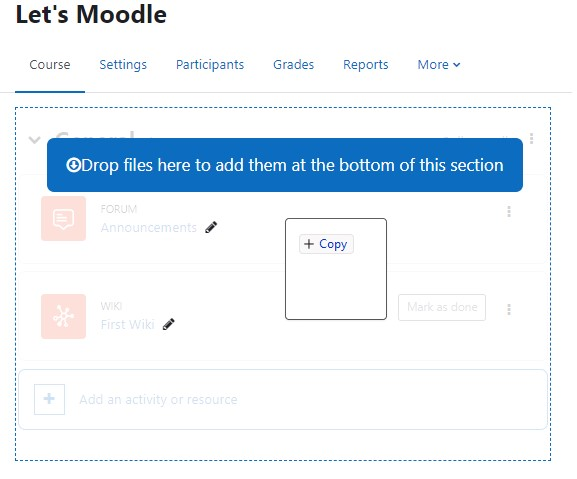 Let's Moodle
Course Settings Participants Grades Reports More
Drop files here to add them at the bottom of this section
FORUM
Announcements
+ Copy
WIKI
First Wiki
Mark as done
+ Add an activity or resource